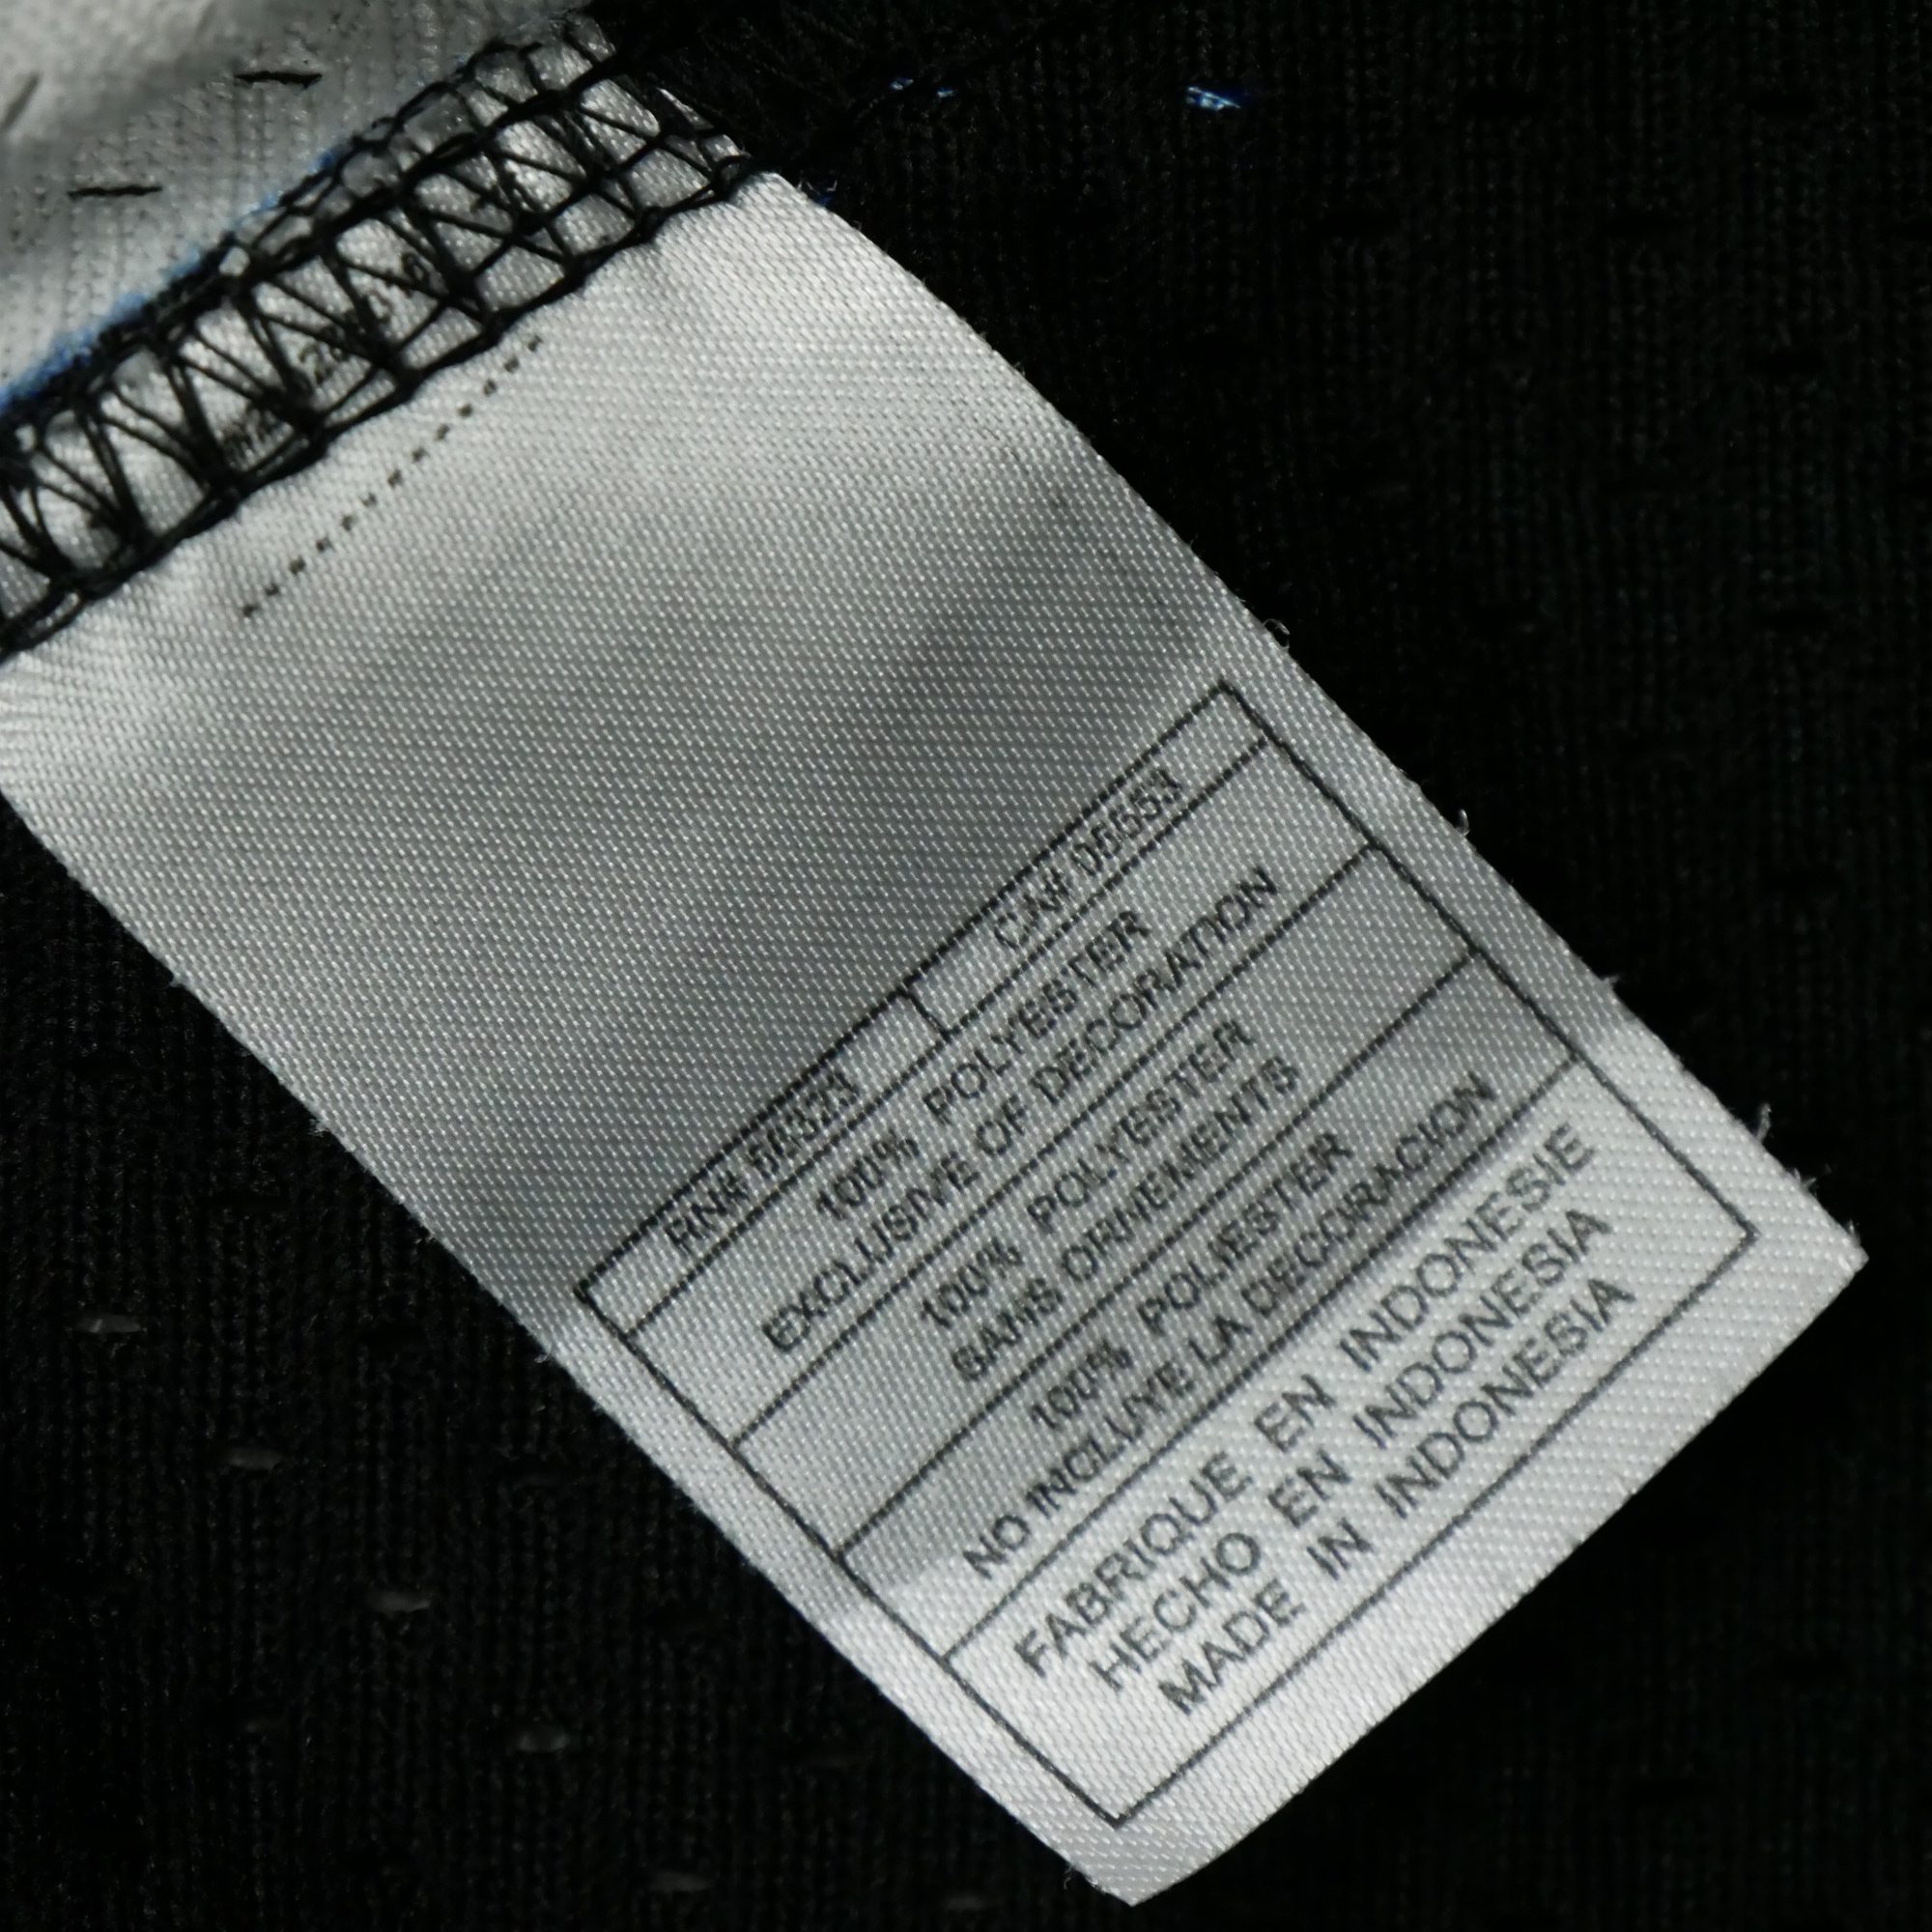 RN# 56323 CA# 05553
100% POLYESTER
EXCLUSIVE OF DECORATION
100% POLYESTER
SANS ORNEMENTS
100% POLIESTER
NO INCLUYE LA DECORACION
FABRIQUE EN INDONESIE
HECHO EN INDONESIA
MADE IN INDONESIA